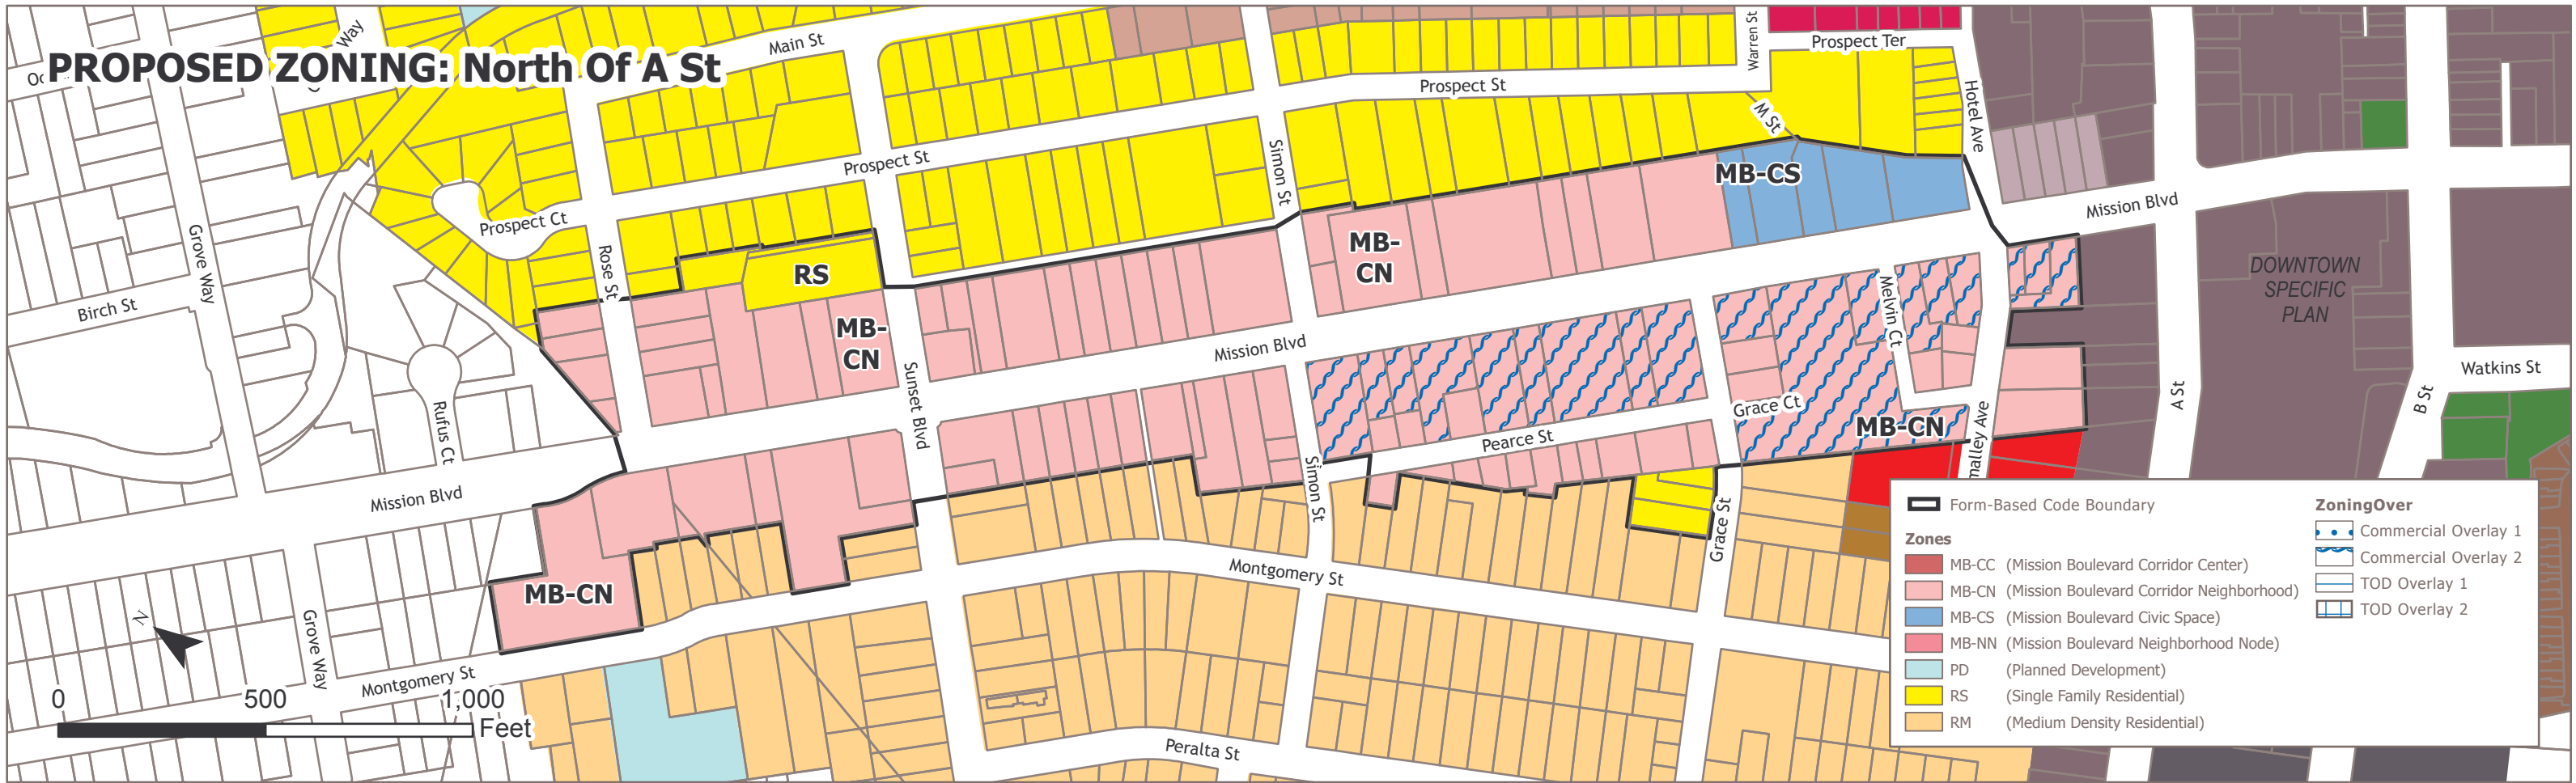 PROPOSED ZONING: North Of A St
Way
Main St
Warren St
Prospect Ter
Prospect St
M St
Hotel Ave
Prospect St
Simon St
MB-CS
Mission Blvd
Prospect Ct
Grove Way
Rose St
RS
MB-
CN
DOWNTOWN
SPECIFIC
PLAN
Birch St
MB-
CN
Melvin Ct
Mission Blvd
Sunset Blvd
Watkins St
A St
B St
Rufus Ct
Grace Ct
MB-CN
Pearce St
malley Ave
Mission Blvd
Simon St
Grace St
MB-CN
Montgomery St
N
Grove Way
Montgomery St
0 500 1,000
Feet
Peralta St
Form-Based Code Boundary
Zones
MB-CC (Mission Boulevard Corridor Center)
MB-CN (Mission Boulevard Corridor Neighborhood)
MB-CS (Mission Boulevard Civic Space)
MB-NN (Mission Boulevard Neighborhood Node)
PD (Planned Development)
RS (Single Family Residential)
RM (Medium Density Residential)
ZoningOver
Commercial Overlay 1
Commercial Overlay 2
TOD Overlay 1
TOD Overlay 2